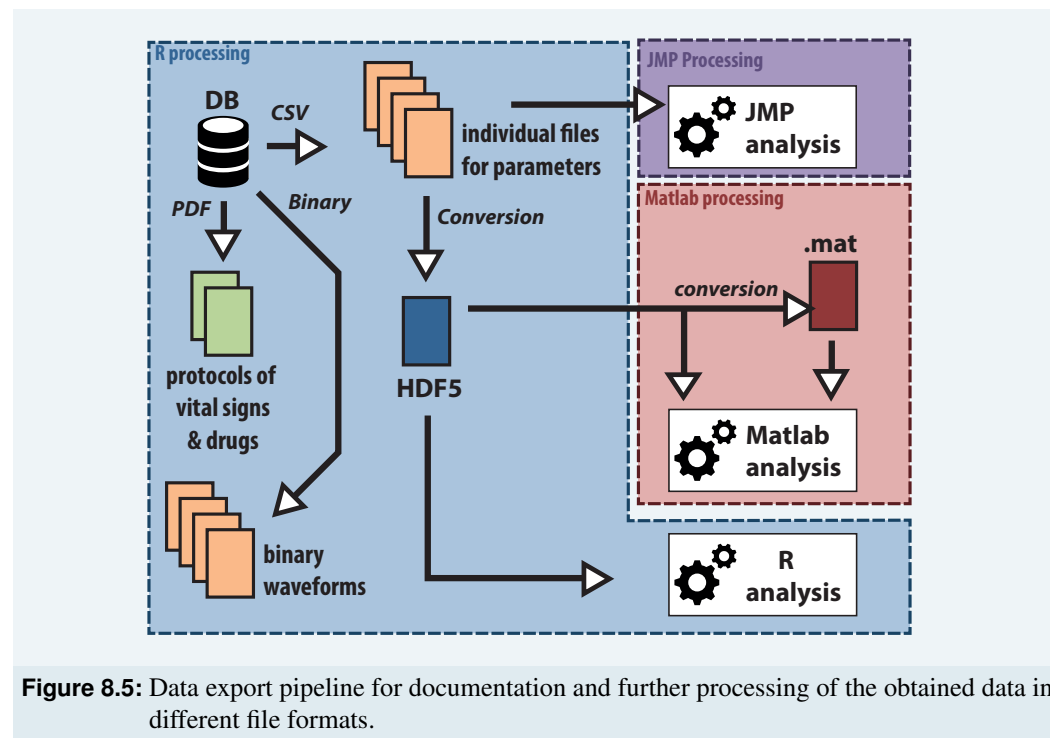 R processing
JMP Processing
DB
CSV
individual files
for parameters
JMP
analysis
PDF
Binary
Conversion
Matlab processing
.mat
conversion
protocols of
vital signs
& drugs
HDF5
Matlab
analysis
binary
waveforms
R
analysis
Figure 8.5: Data export pipeline for documentation and further processing of the obtained data in
different file formats.